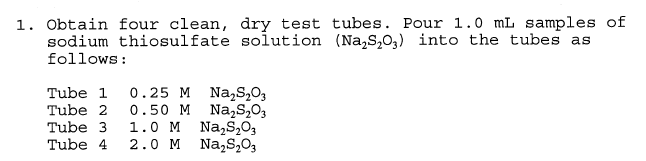 1. Obtain four clean, dry test tubes. Pour 1.0 mL samples of
sodium thiosulfate solution (Na₂S₂O₃) into the tubes as
follows:
Tube 1 0.25 M Na₂S₂O₃
Tube 2 0.50 M Na₂S₂O₃
Tube 3 1.0 M Na₂S₂O₃
Tube 4 2.0 M Na₂S₂O₃